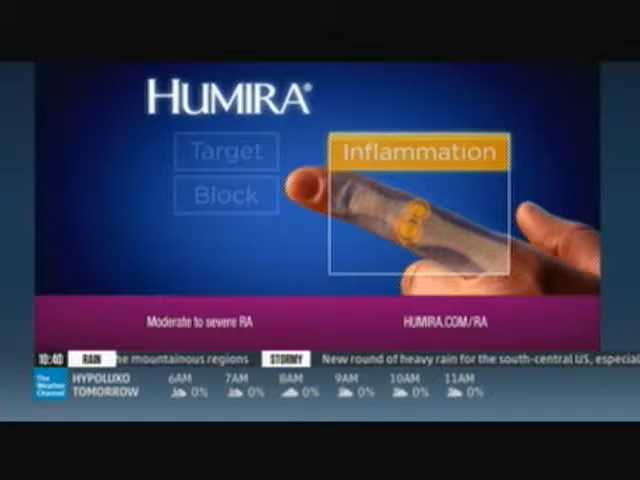 HUMIRA®
Target
Inflammation
Block
Moderate to severe RA
HUMIRA.COM/RA
10:40 RAIN he mountainous regions STORMY New round of heavy rain for the south-central US, especial
The Weather Channel
HYPOLUXO TOMORROW
6AM 7AM 8AM 9AM 10AM 11AM
0% 0% 0% 0% 0% 0%